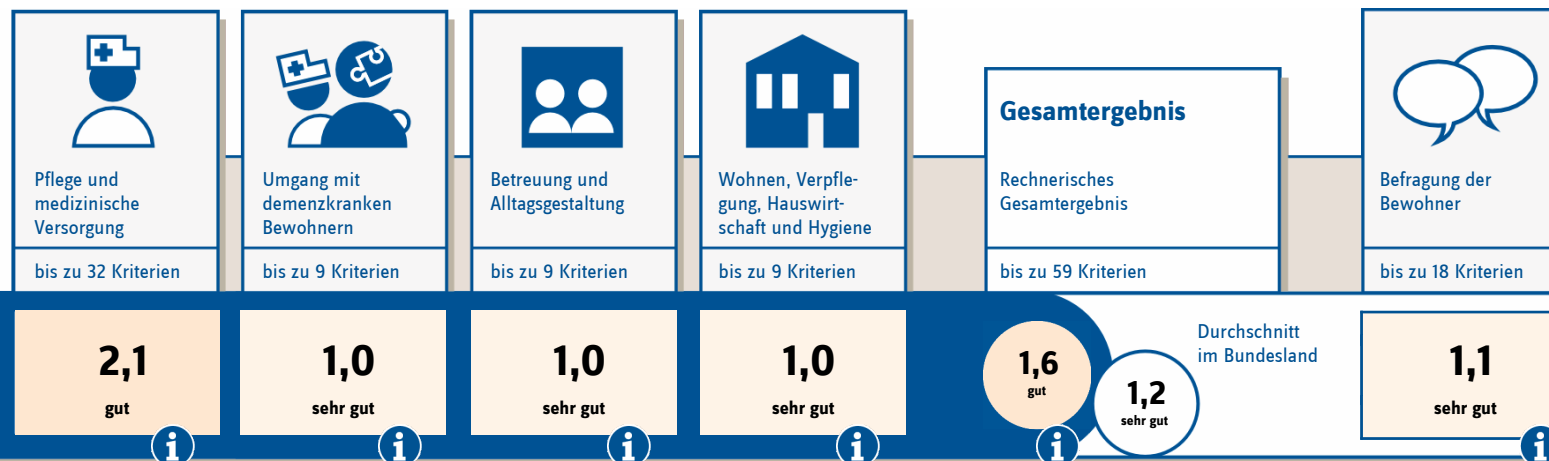 Pflege und
medizinische
Versorgung
bis zu 32 Kriterien
2,1
gut
i
Umgang mit
demenzkranken
Bewohnern
bis zu 9 Kriterien
1,0
sehr gut
i
Betreuung und
Alltagsgestaltung
bis zu 9 Kriterien
1,0
sehr gut
i
Wohnen, Verpfle-
gung, Hauswirt-
schaft und Hygiene
bis zu 9 Kriterien
1,0
sehr gut
i
Gesamtergebnis
Rechnerisches
Gesamtergebnis
bis zu 59 Kriterien
1,6
gut
i
Durchschnitt
im Bundesland
1,2
sehr gut
Befragung der
Bewohner
bis zu 18 Kriterien
1,1
sehr gut
i